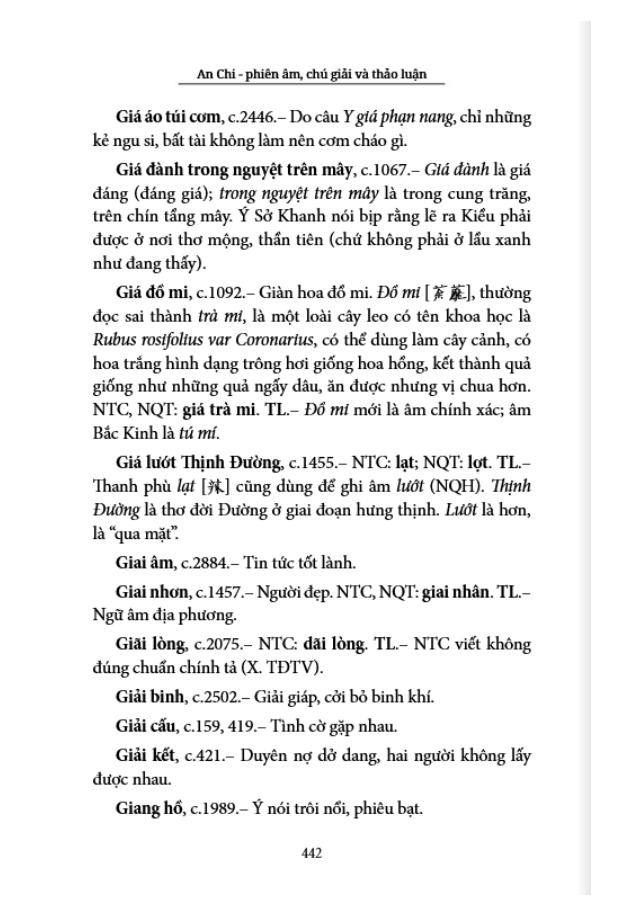 An Chi - phiên âm, chú giải và thảo luận
Giá áo túi cơm, c.2446.– Do câu Y giá phạn nang, chỉ những
kẻ ngu si, bất tài không làm nên cơm cháo gì.
Giá đành trong nguyệt trên mây, c.1067.– Giá đành là giá
đáng (đáng giá); trong nguyệt trên mây là trong cung trăng,
trên chín tầng mây. Ý Sở Khanh nói bịp rằng lẽ ra Kiều phải
được ở nơi thơ mộng, thần tiên (chứ không phải ở lầu xanh
như đang thấy).
Giá đồ mi, c.1092.– Giàn hoa đồ mi. Đồ mi [荼蘼], thường
đọc sai thành trà mi, là một loài cây leo có tên khoa học là
Rubus rosifolius var Coronarius, có thể dùng làm cây cảnh, có
hoa trắng hình dạng trông hơi giống hoa hồng, kết thành quả
giống như những quả ngấy dâu, ăn được nhưng vị chua hơn.
NTC, NQT: giá trà mi. TL.– Đồ mi mới là âm chính xác; âm
Bắc Kinh là tú mí.
Giá lướt Thịnh Đường, c.1455.– NTC: lạt; NQT: lợt. TL.–
Thanh phù lạt [辣] cũng dùng để ghi âm lướt (NQH). Thịnh
Đường là thơ đời Đường ở giai đoạn hưng thịnh. Lướt là hơn,
là “qua mặt”.
Giai âm, c.2884.– Tin tức tốt lành.
Giai nhơn, c.1457.– Người đẹp. NTC, NQT: giai nhân. TL.–
Ngữ âm địa phương.
Giãi lòng, c.2075.– NTC: dãi lòng. TL.– NTC viết không
đúng chuẩn chính tả (X. TĐTV).
Giải binh, c.2502.– Giải giáp, cởi bỏ binh khí.
Giải cấu, c.159, 419.– Tình cờ gặp nhau.
Giải kết, c.421.– Duyên nợ dở dang, hai người không lấy
được nhau.
Giang hồ, c.1989.– Ý nói trôi nổi, phiêu bạt.
442